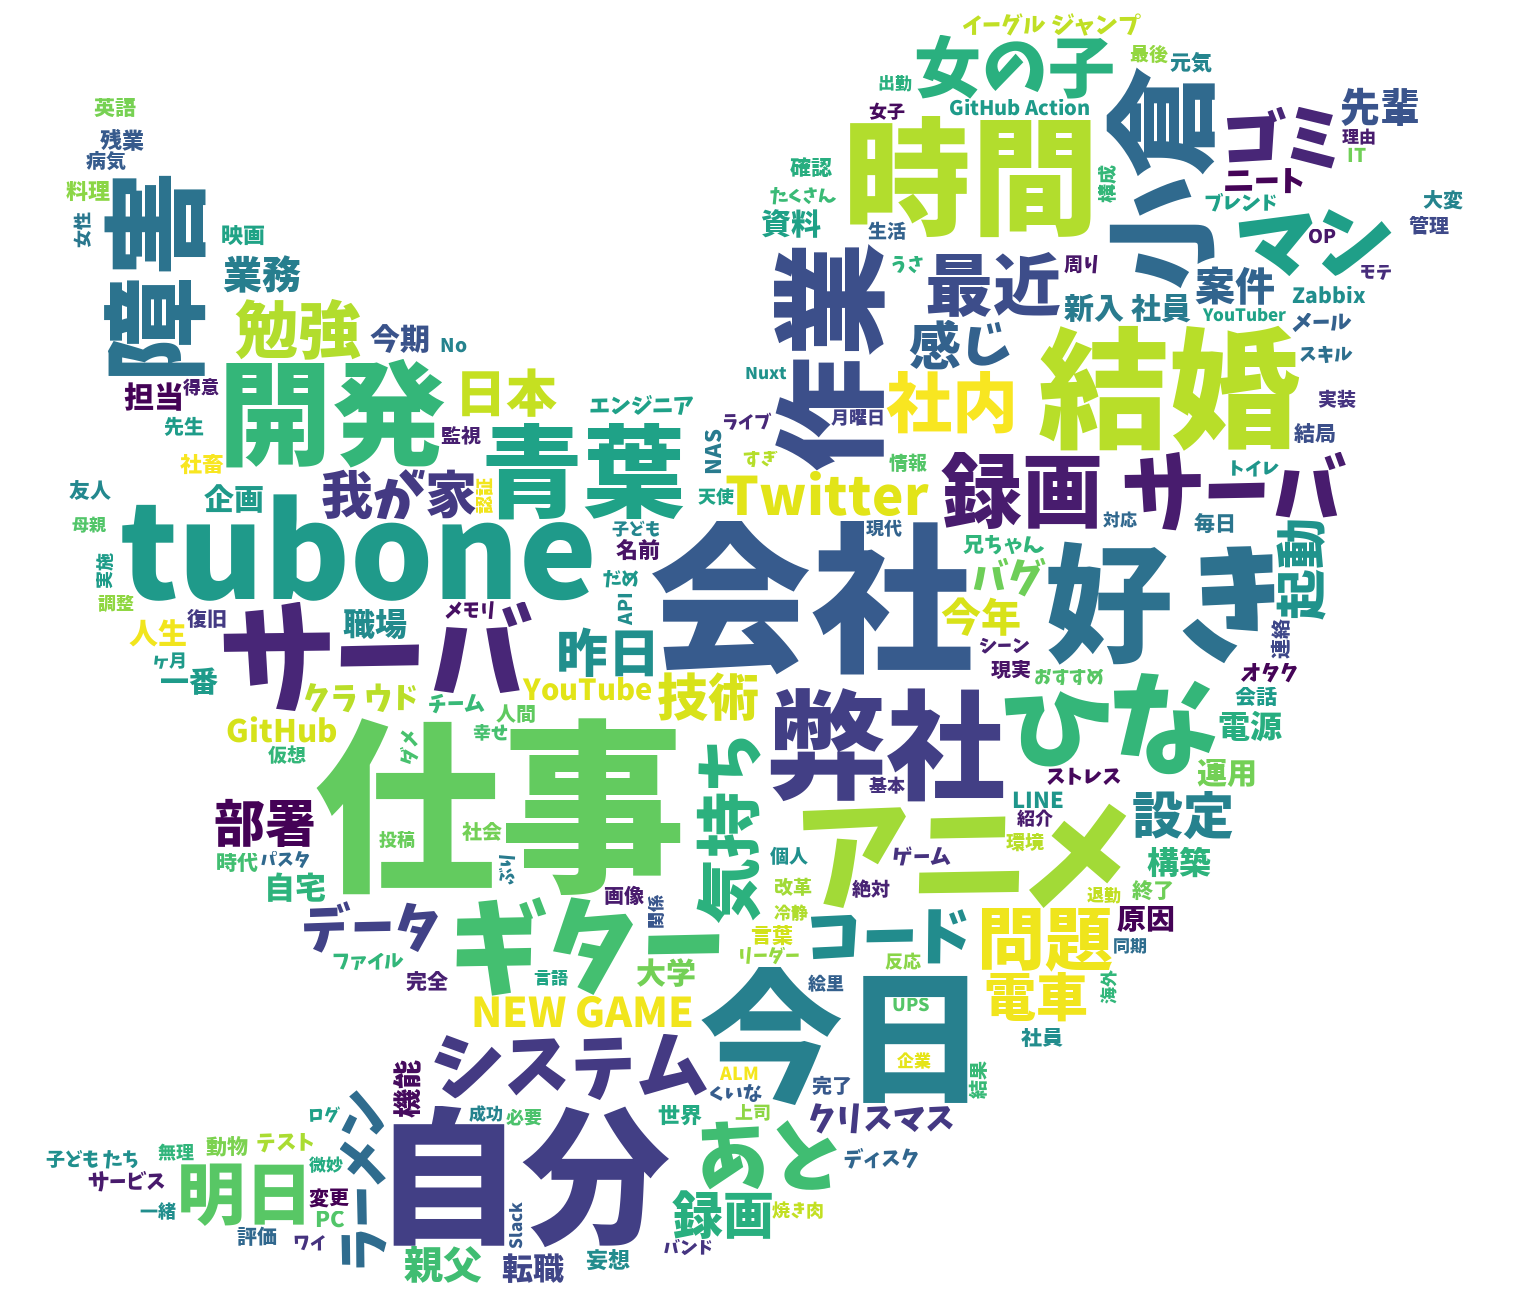 イーグル ジャンプ
女の子
最後
元気
出勤
GitHub Action
女子
時間
小倉
ゴミ
先輩
理由
IT
ニート
英語
残業
病気
料理
女性
障害
映画
業務
確認
たくさん
資料
構成
ブレンド
大変
管理
マン
OP
モテ
生活
うさ
最近
周り
作業
案件
Zabbix
新入 社員
YouTuber
メール
スキル
勉強
今期
No
感じ
結婚
開発
日本
担当
得意
先生
エンジニア
Nuxt
社内
実装
結局
監視
青葉
ライブ
月曜日
NAS
すぎ
情報
社畜
友人
企画
我が家
認証
天使
Twitter
録画
サーバ
トイレ
母親
tubone
子ども
名前
会社
現代
対応
毎日
兄ちゃん
バグ
好き
起動
実施
調整
だめ
API
今年
人生
復旧
サーバ
職場
メモリ
昨日
シーン
現実
連絡
オタク
ヶ月
一番
クラウド
チーム
YouTube
技術
おすすめ
会話
GitHub
人間
幸せ
仮想
ダメ
仕事
弊社
ひな
電源
運用
ストレス
気持ち
基本
LINE
紹介
設定
部署
投稿
社会
アニメ
環境
時代
パスタ
ぶり
個人
ゲーム
構築
自宅
画像
関係
改革
絶対
退勤
終了
データ
ギター
冷静
言葉
コード
問題
原因
同期
ファイル
完全
言語
大学
リーダー
反応
絵里
電車
海外
NEW GAME
今日
UPS
社員
システム
機能
ALM
くいな
完了
企業
結果
ログ
ラーメン
成功
必要
世界
上司
クリスマス
子どもたち
無理
動物
テスト
微妙
自分
あと
ディスク
サービス
明日
変更
PC
一緒
評価
ワイ
Slack
録画
焼き肉
バンド
親父
転職
妄想